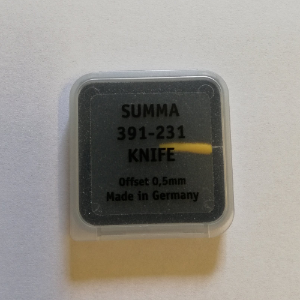 SUMMA
391-231
KNIFE
Offset 0,5mm
Made in Germany